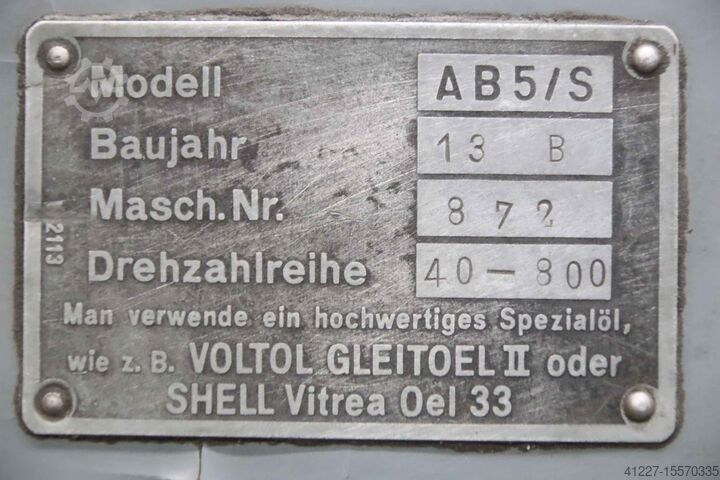 Modell AB5/S
Baujahr 13 B
Masch.Nr. 872
Drehzahlreihe 40-800
Man verwende ein hochwertiges Spezialöl,
wie z. B. VOLTOL GLEITOEL II oder
SHELL Vitrea Oel 33
2113
41227-15570335